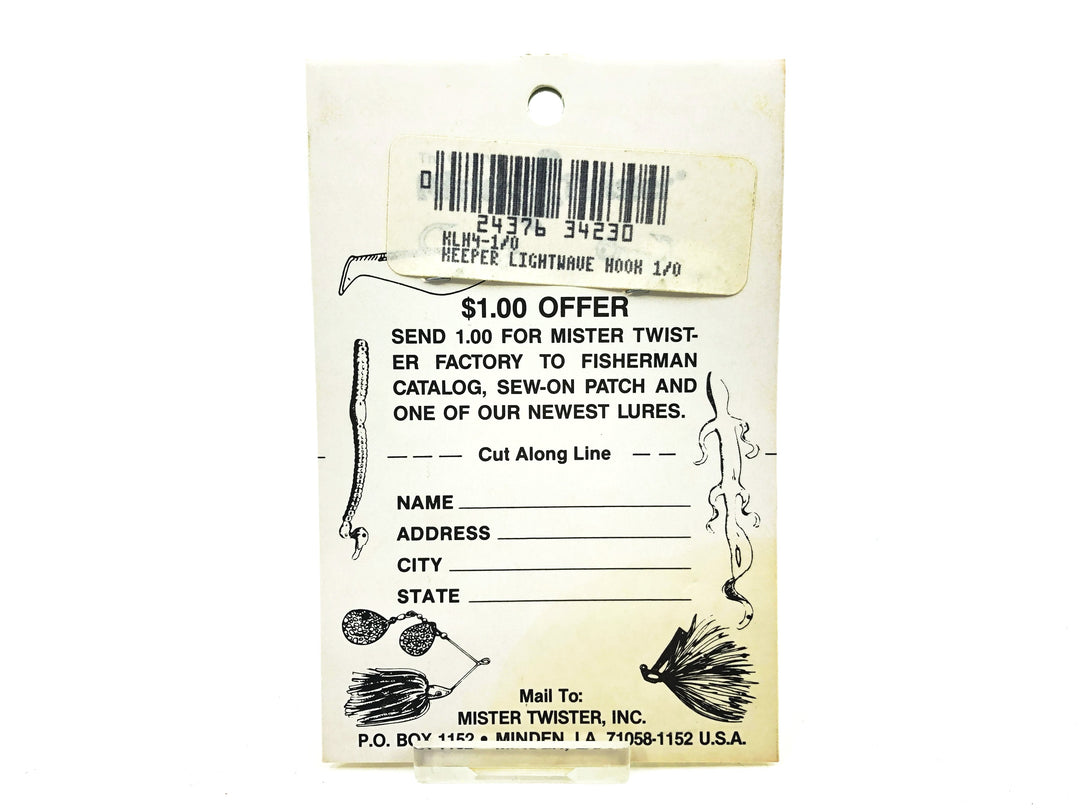 0
24376 34230
KLH4-1/0
KEEPER LIGHTWAVE HOOK 1/0
$1.00 OFFER
SEND 1.00 FOR MISTER TWIST-
ER FACTORY TO FISHERMAN
CATALOG, SEW-ON PATCH AND
ONE OF OUR NEWEST LURES.
Cut Along Line
NAME
ADDRESS
CITY
STATE
Mail To:
MISTER TWISTER, INC.
P.O. BOX 1152 • MINDEN, LA 71058-1152 U.S.A.